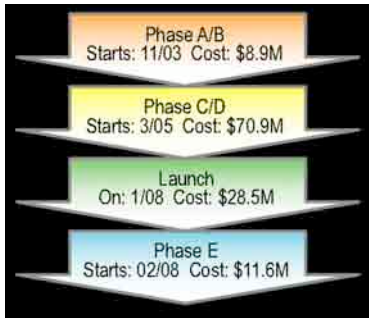 Phase A/B
Starts: 11/03 Cost: $8.9M
Phase C/D
Starts: 3/05 Cost: $70.9M
Launch
On: 1/08 Cost: $28.5M
Phase E
Starts: 02/08 Cost: $11.6M